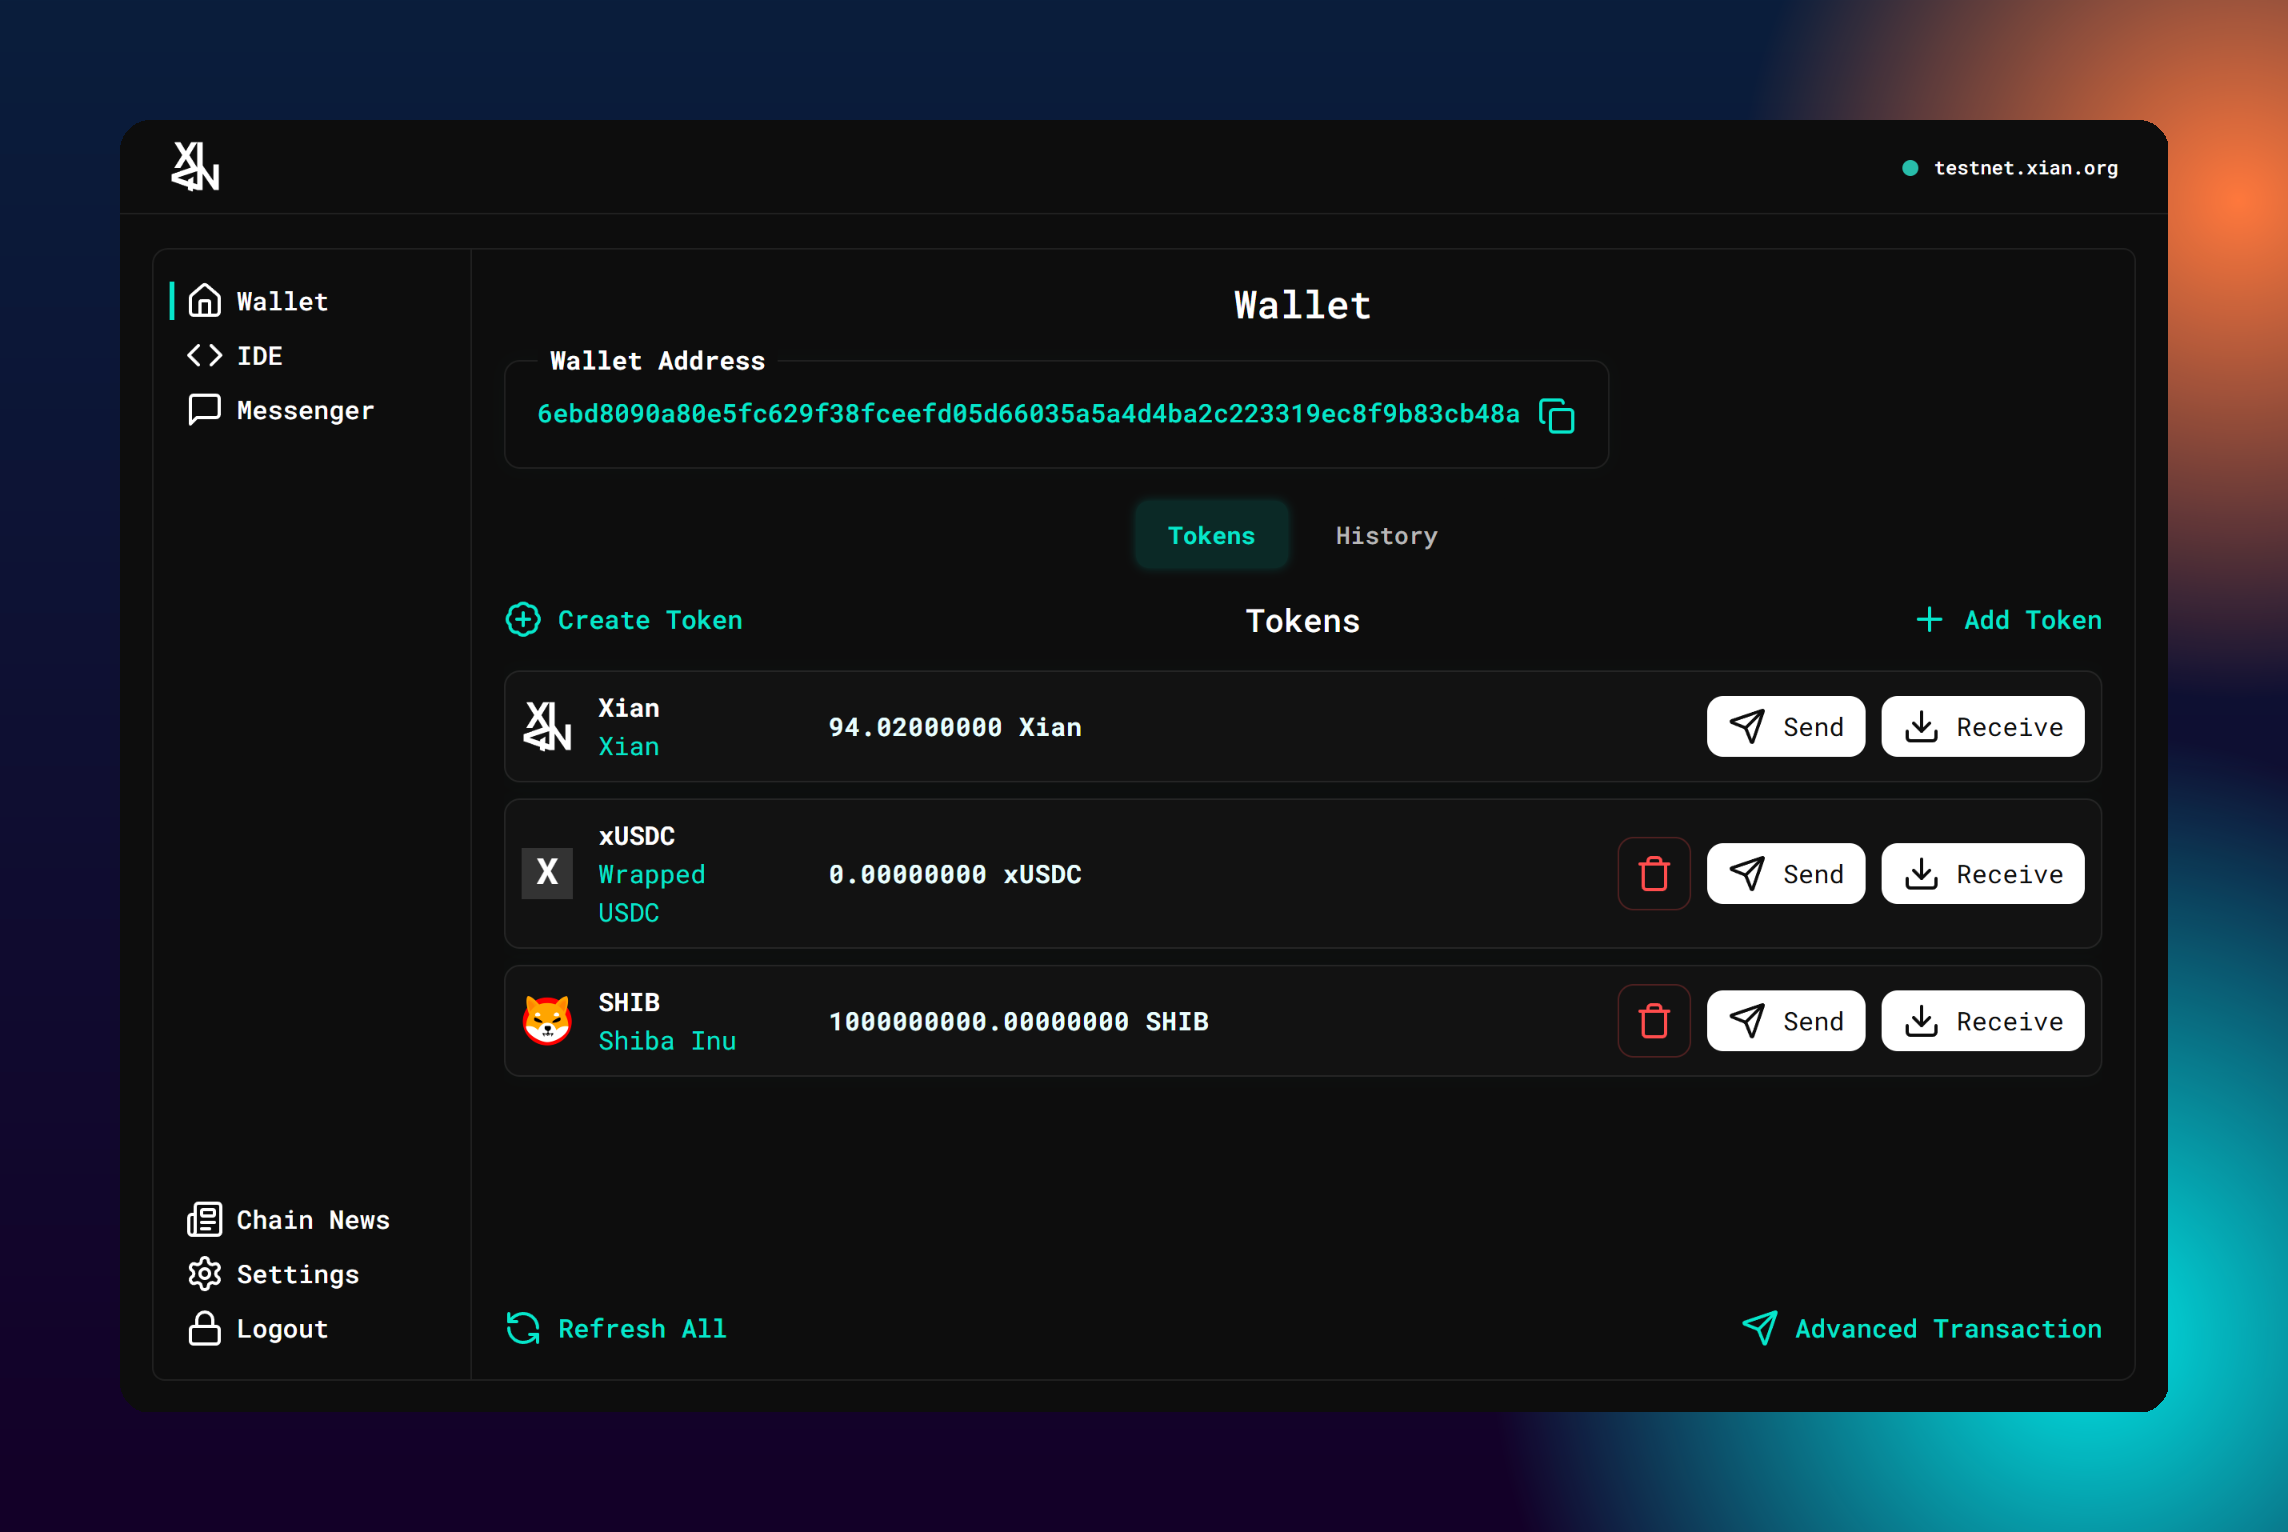 XIAN
testnet.xian.org
Wallet
IDE
Messenger
Chain News
Settings
Logout
Wallet
Wallet Address
6ebd8090a80e5fc629f38fceefd05d66035a5a4d4ba2c223319ec8f9b83cb48a
Tokens
History
Create Token
Tokens
Add Token
XIAN
Xian
Xian
94.02000000 Xian
Send
Receive
X
xUSDC
Wrapped
USDC
0.00000000 xUSDC
Send
Receive
SHIB
Shiba Inu
1000000000.00000000 SHIB
Send
Receive
Refresh All
Advanced Transaction